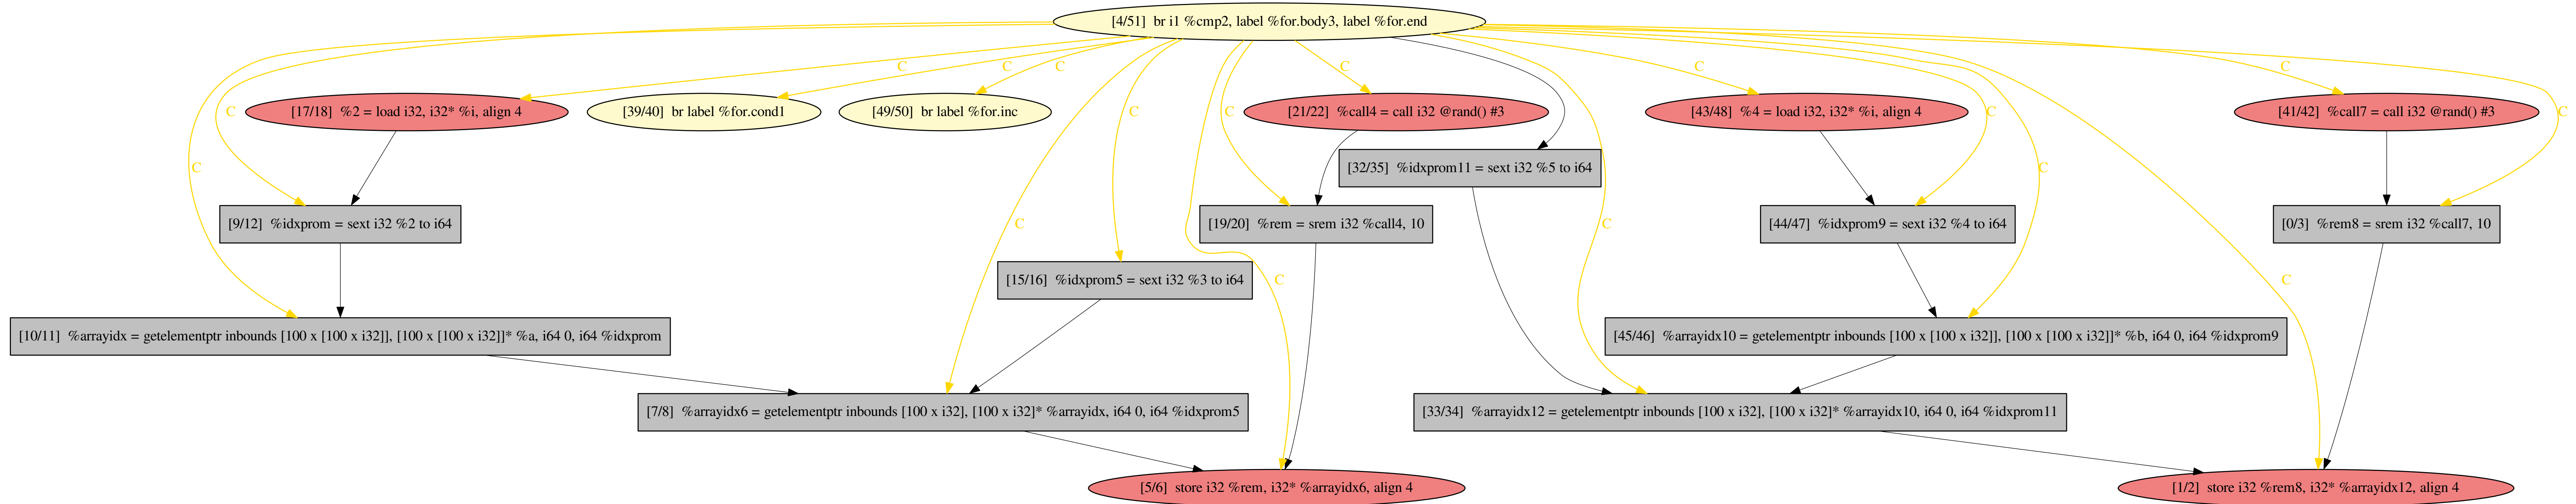 [4/51] br i1 %cmp2, label %for.body3, label %for.end
C
C
C
C
C
C
[17/18] %2 = load i32, i32* %i, align 4
[39/40] br label %for.cond1
[49/50] br label %for.inc
[21/22] %call4 = call i32 @rand() #3
[43/48] %4 = load i32, i32* %i, align 4
[41/42] %call7 = call i32 @rand() #3
C
C
C
C
C
C
[32/35] %idxprom11 = sext i32 %5 to i64
C
[9/12] %idxprom = sext i32 %2 to i64
C
[19/20] %rem = srem i32 %call4, 10
C
[44/47] %idxprom9 = sext i32 %4 to i64
[0/3] %rem8 = srem i32 %call7, 10
[15/16] %idxprom5 = sext i32 %3 to i64
C
C
[10/11] %arrayidx = getelementptr inbounds [100 x [100 x i32]], [100 x [100 x i32]]* %a, i64 0, i64 %idxprom
[45/46] %arrayidx10 = getelementptr inbounds [100 x [100 x i32]], [100 x [100 x i32]]* %b, i64 0, i64 %idxprom9
[7/8] %arrayidx6 = getelementptr inbounds [100 x i32], [100 x i32]* %arrayidx, i64 0, i64 %idxprom5
[33/34] %arrayidx12 = getelementptr inbounds [100 x i32], [100 x i32]* %arrayidx10, i64 0, i64 %idxprom11
[5/6] store i32 %rem, i32* %arrayidx6, align 4
[1/2] store i32 %rem8, i32* %arrayidx12, align 4